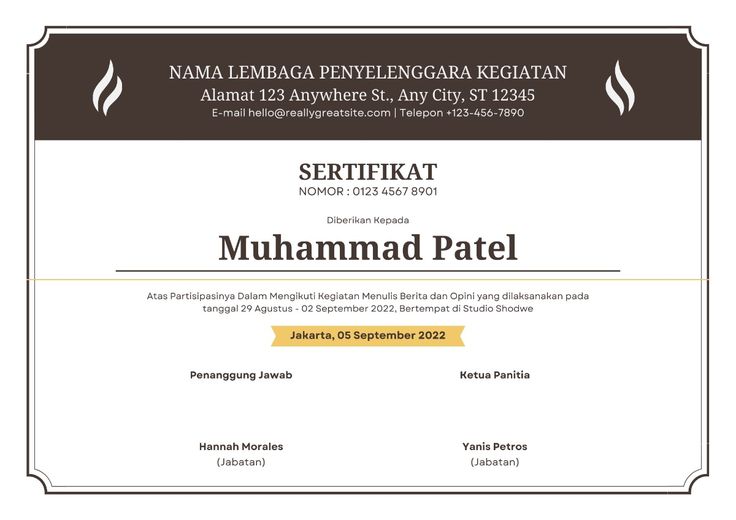 NAMA LEMBAGA PENYELENGGARA KEGIATAN
Alamat 123 Anywhere St., Any City, ST 12345
E-mail hello@reallygreatsite.com | Telepon +123-456-7890
SERTIFIKAT
NOMOR : 0123 4567 8901
Diberikan Kepada
Muhammad Patel
Atas Partisipasinya Dalam Mengikuti Kegiatan Menulis Berita dan Opini yang dilaksanakan pada
tanggal 29 Agustus - 02 September 2022, Bertempat di Studio Shodwe
Jakarta, 05 September 2022
Penanggung Jawab
Ketua Panitia
Hannah Morales
Yanis Petros
(Jabatan)
(Jabatan)